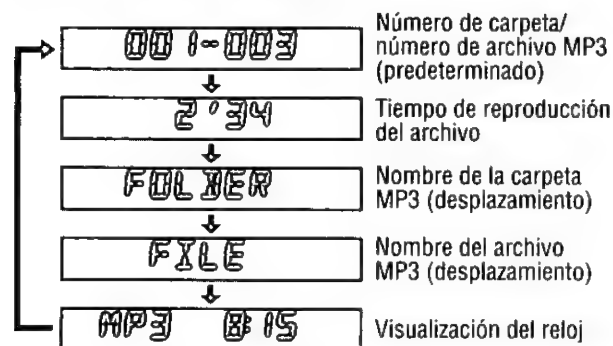 001-003
Número de carpeta/
número de archivo MP3
(predeterminado)
2'34
Tiempo de reproducción
del archivo
FOLDER
Nombre de la carpeta
MP3 (desplazamiento)
FILE
Nombre del archivo
MP3 (desplazamiento)
MP3 8:15
Visualización del reloj